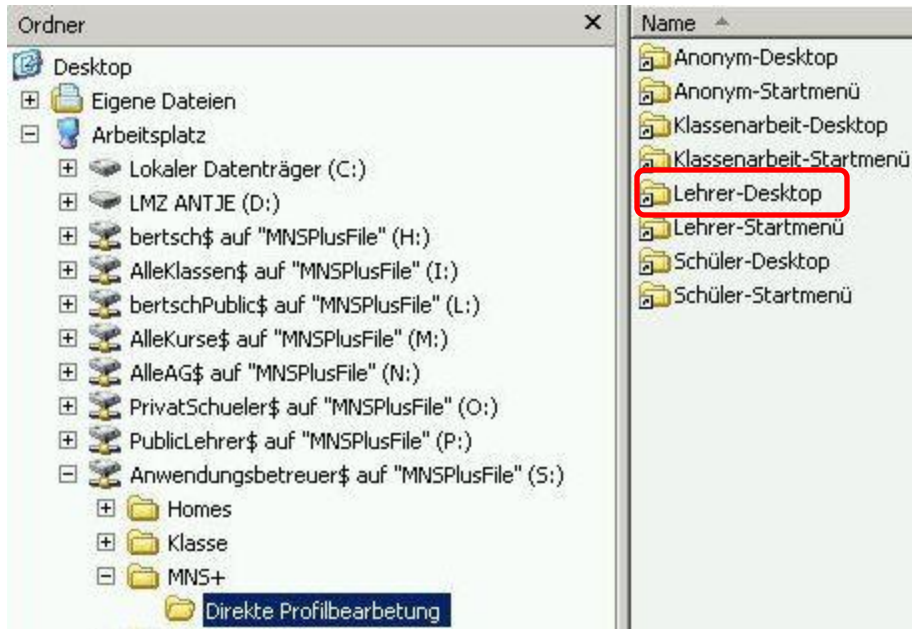 Ordner
Desktop
Eigene Dateien
Arbeitsplatz
Lokaler Datenträger (C:)
LMZ ANTJE (D:)
bertsch$ auf "MNSPlusFile" (H:)
AlleKlassen$ auf "MNSPlusFile" (I:)
bertschPublic$ auf "MNSPlusFile" (L:)
AlleKurse$ auf "MNSPlusFile" (M:)
AlleAG$ auf "MNSPlusFile" (N:)
PrivatSchueler$ auf "MNSPlusFile" (O:)
PublicLehrer$ auf "MNSPlusFile" (P:)
Anwendungsbetreuer$ auf "MNSPlusFile" (S:)
Homes
Klasse
MNS+
Direkte Profilbearbetung
Name
Anonym-Desktop
Anonym-Startmenü
Klassenarbeit-Desktop
Klassenarbeit-Startmenü
Lehrer-Desktop
Lehrer-Startmenü
Schüler-Desktop
Schüler-Startmenü